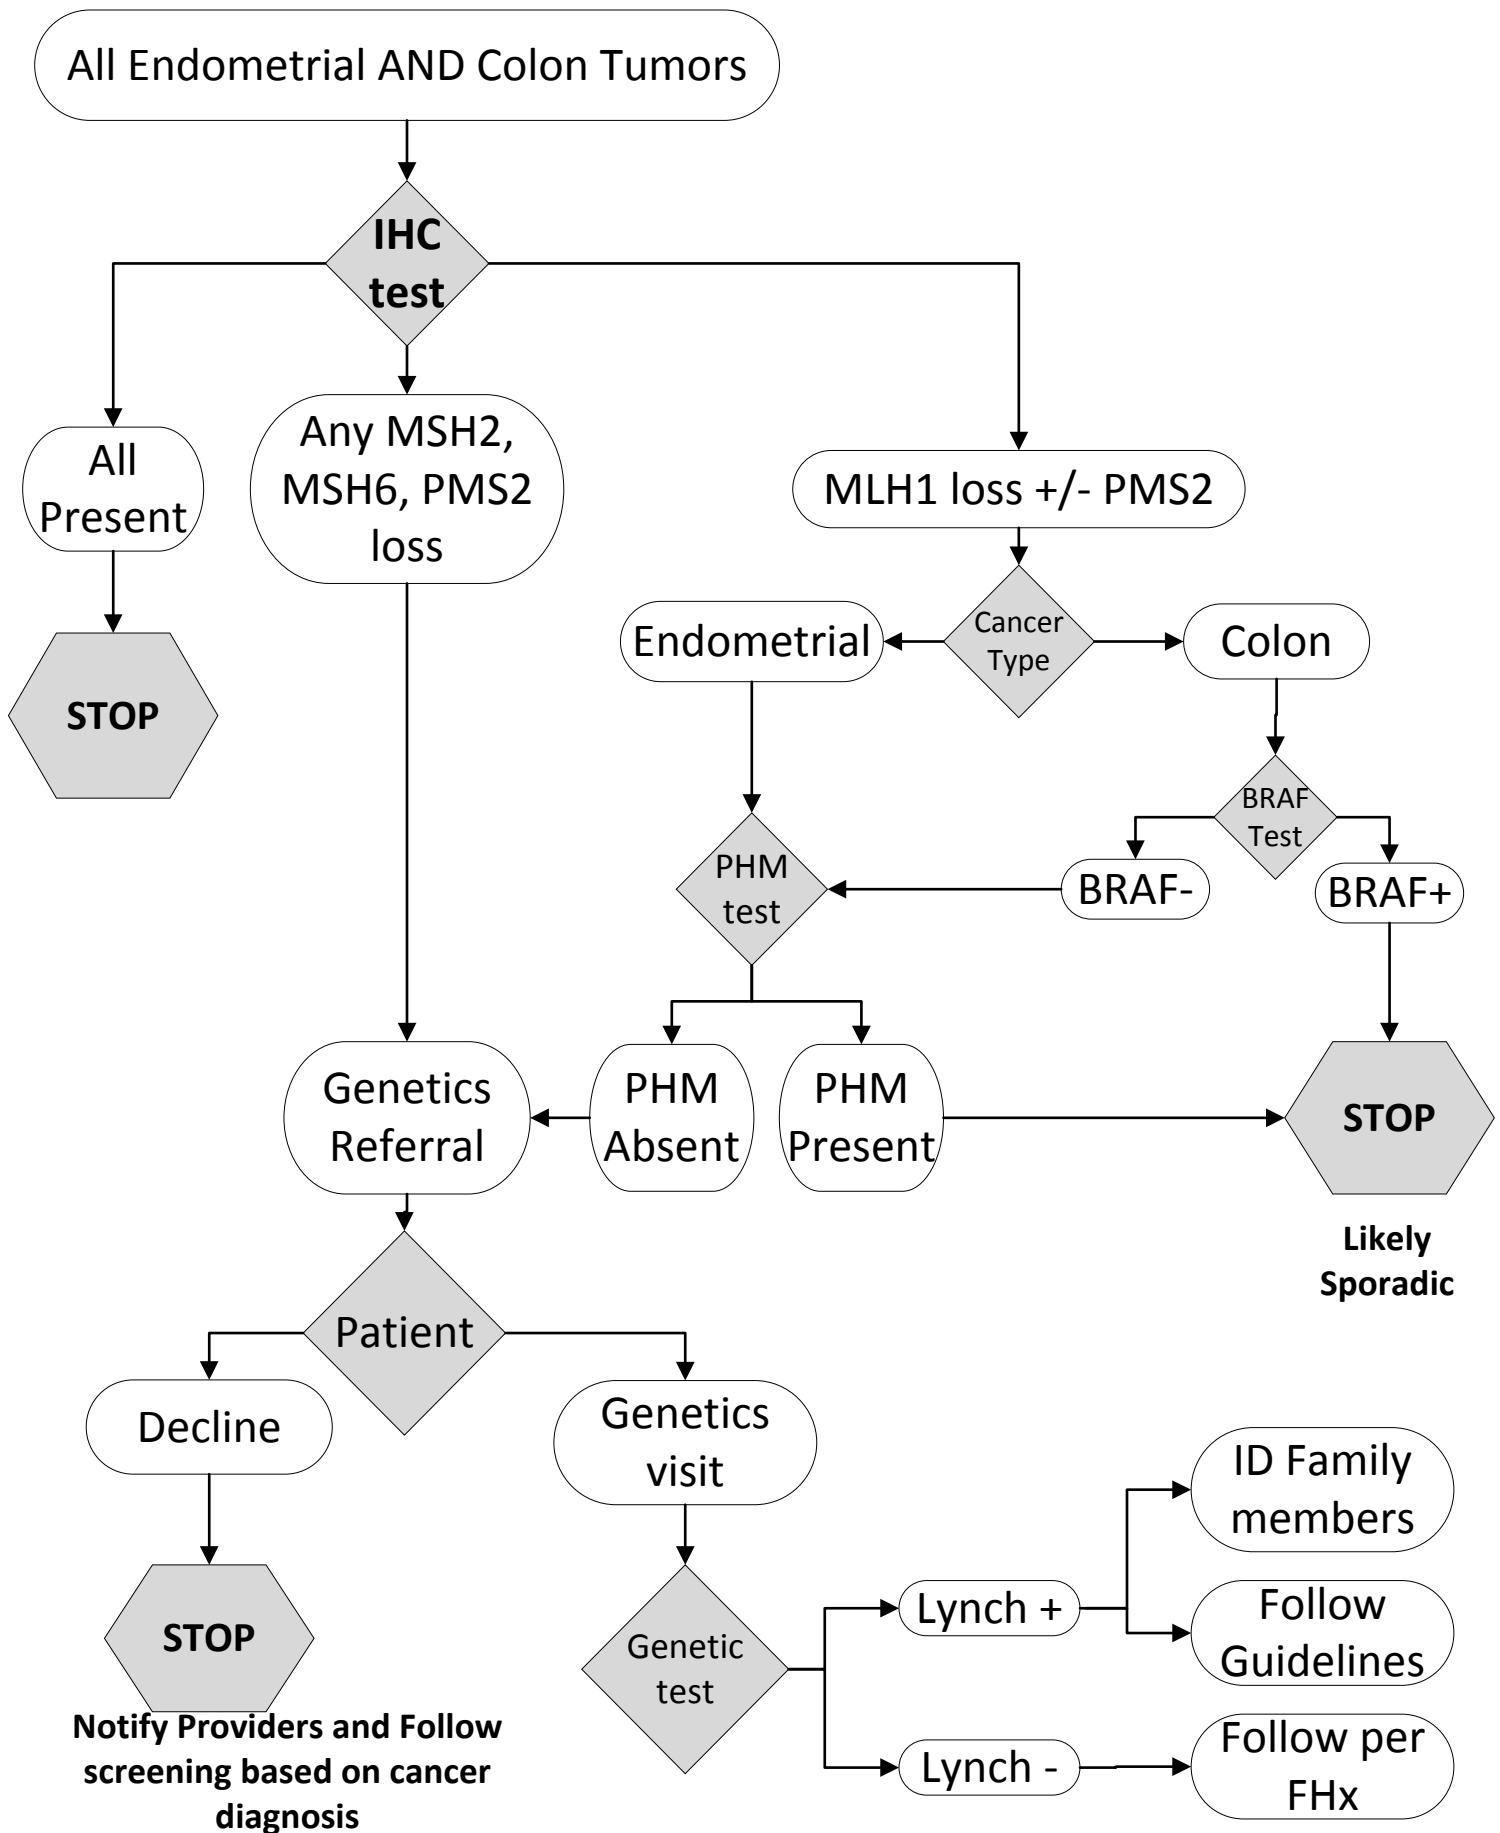 All Endometrial AND Colon Tumors
IHC
test
All
Present
STOP
Any MSH2,
MSH6, PMS2
loss
MLH1 loss +/- PMS2
Cancer
Type
Endometrial
Colon
BRAF
Test
BRAF-
BRAF+
PHM
test
PHM
Absent
PHM
Present
STOP
Likely
Sporadic
Genetics
Referral
Patient
Decline
STOP
Notify Providers and Follow
screening based on cancer
diagnosis
Genetics
visit
Genetic
test
Lynch +
ID Family
members
Follow
Guidelines
Lynch -
Follow per
FHx